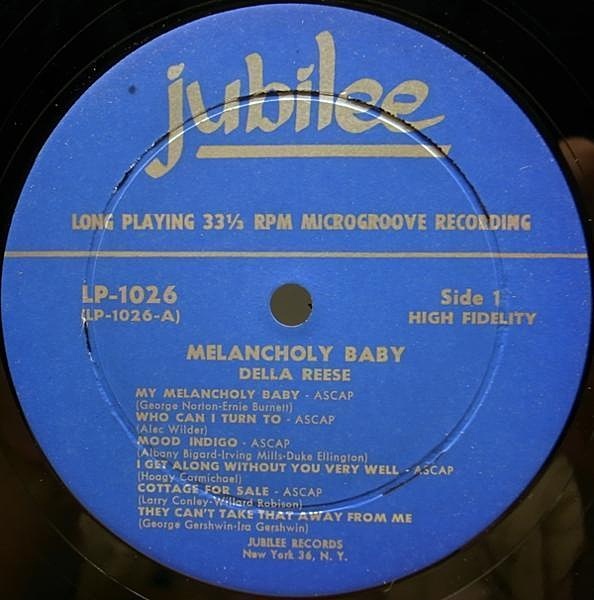 jubilee
LONG PLAYING 33⅓ RPM MICROGROOVE RECORDING
LP-1026
(LP-1026-A)
Side 1
HIGH FIDELITY
MELANCHOLY BABY
DELLA REESE
MY MELANCHOLY BABY - ASCAP
(George Norton-Ernie Burnett)
WHO CAN I TURN TO - ASCAP
(Alec Wilder)
MOOD INDIGO - ASCAP
(Albany Bigard-Irving Mills-Duke Ellington)
I GET ALONG WITHOUT YOU VERY WELL - ASCAP
(Hoagy Carmichael)
COTTAGE FOR SALE - ASCAP
(Larry Conley-Willard Robison)
THEY CAN'T TAKE THAT AWAY FROM ME
(George Gershwin-Ira Gershwin)
JUBILEE RECORDS
New York 36, N. Y.